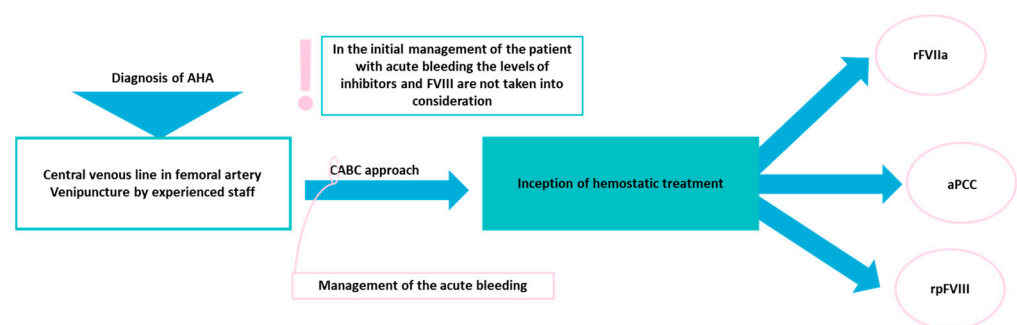 Diagnosis of AHA
In the initial management of the patient
with acute bleeding the levels of
inhibitors and FVIII are not taken into
consideration
Central venous line in femoral artery
Venipuncture by experienced staff
CABC approach
Inception of hemostatic treatment
Management of the acute bleeding
rFVIIa
aPCC
rpFVIII